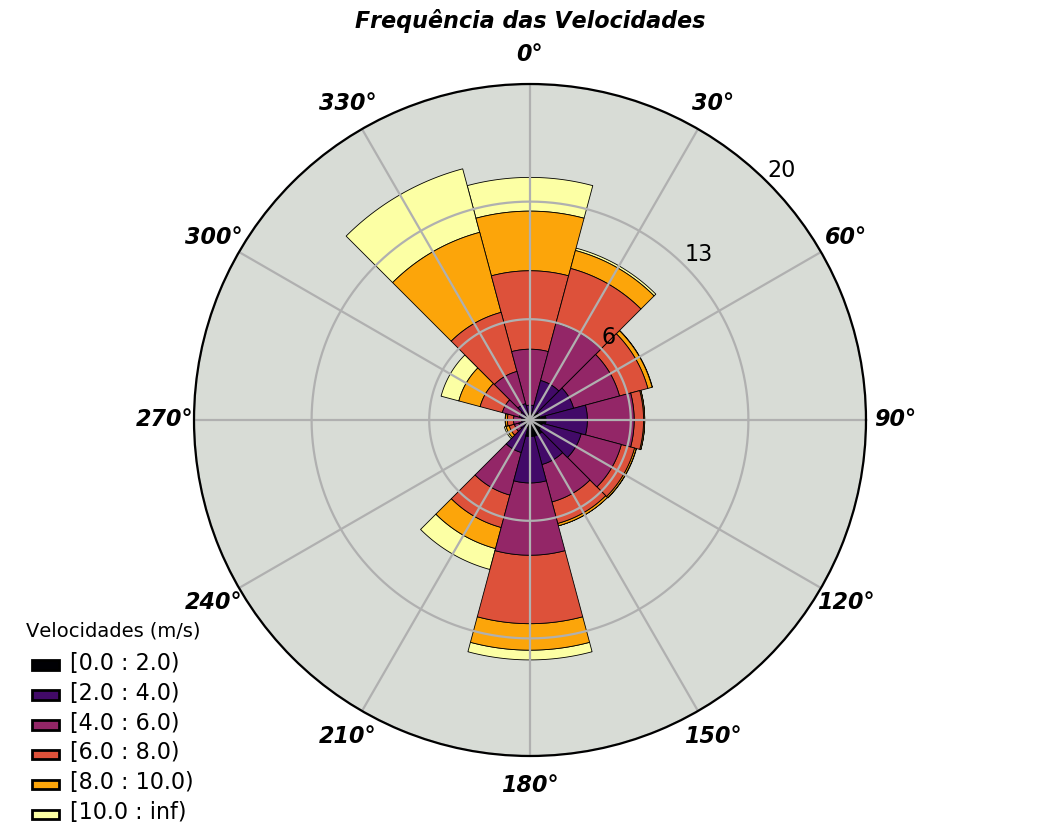 Frequência das Velocidades
0°
30°
60°
90°
120°
150°
180°
210°
240°
270°
300°
330°
6
13
20
Velocidades (m/s)
[0.0 : 2.0)
[2.0 : 4.0)
[4.0 : 6.0)
[6.0 : 8.0)
[8.0 : 10.0)
[10.0 : inf)